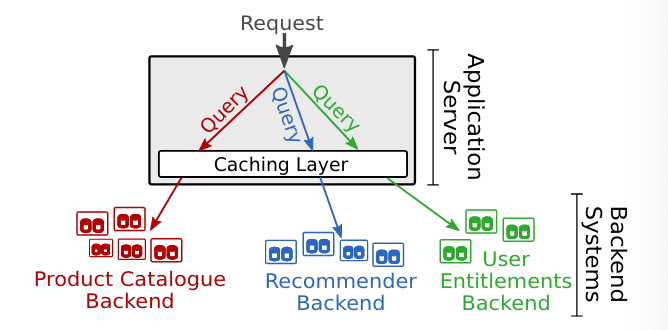 Request
Query
Query
Query
Caching Layer
Application
Server
Product Catalogue
Backend
Recommender
Backend
User
Entitlements
Backend
Backend
Systems